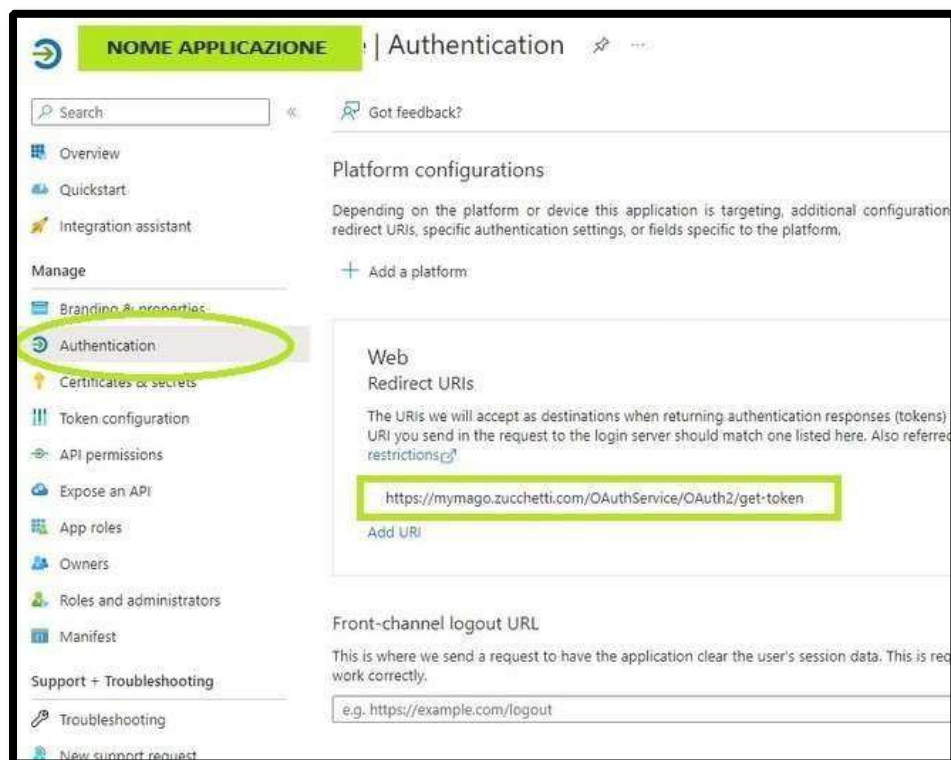 NOME APPLICAZIONE | Authentication
Search
Got feedback?
Overview
Quickstart
Integration assistant
Manage
Branding & properties
Authentication
Certificates & secrets
Token configuration
API permissions
Expose an API
App roles
Owners
Roles and administrators
Manifest
Support + Troubleshooting
Troubleshooting
New support request
Platform configurations
Depending on the platform or device this application is targeting, additional configuration
redirect URIs, specific authentication settings, or fields specific to the platform.
Add a platform
Web
Redirect URIs
The URIs we will accept as destinations when returning authentication responses (tokens)
URI you send in the request to the login server should match one listed here. Also referred
restrictions
https://mymago.zucchetti.com/OAuthService/OAuth2/get-token
Add URI
Front-channel logout URL
This is where we send a request to have the application clear the user's session data. This is req
work correctly.
e.g. https://example.com/logout